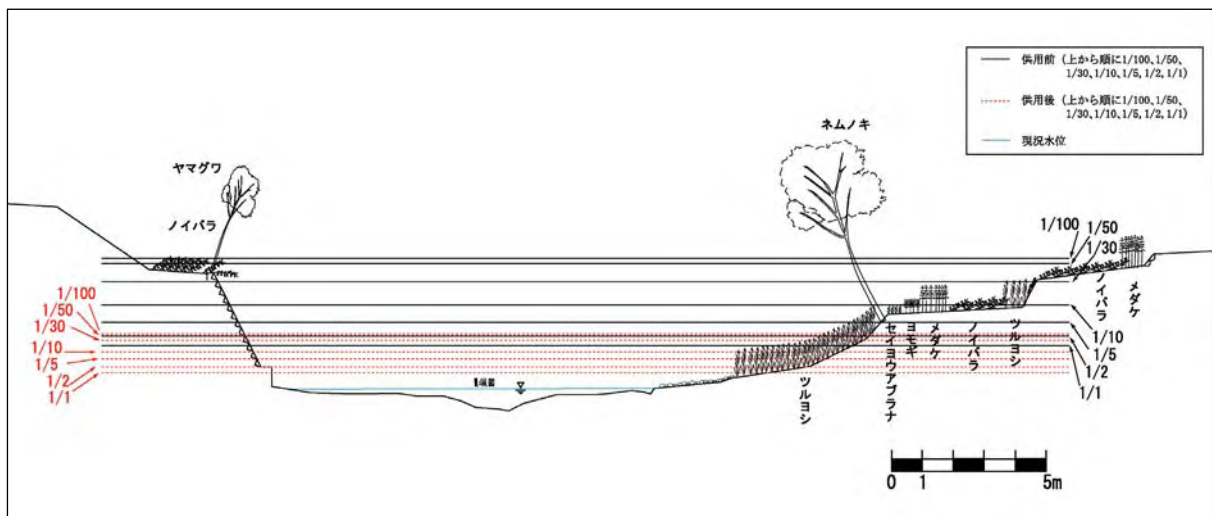 供用前（上から順に1/100、1/50、
1/30、1/10、1/5, 1/2, 1/1）
供用後（上から順に1/100、1/50、
1/30、1/10、1/5, 1/2, 1/1）
現況水位
ネムノキ
ヤマグワ
ノイバラ
1/100
1/50
1/30
1/10
1/5
1/2
1/1
1/100
1/50
1/30
1/10
1/5
1/2
1/1
ツルヨシ
セイヨウアブラナ
ヨモギ
メダケ
ノイバラ
ツルヨシ
ノイバラ
メダケ
0 1 5m